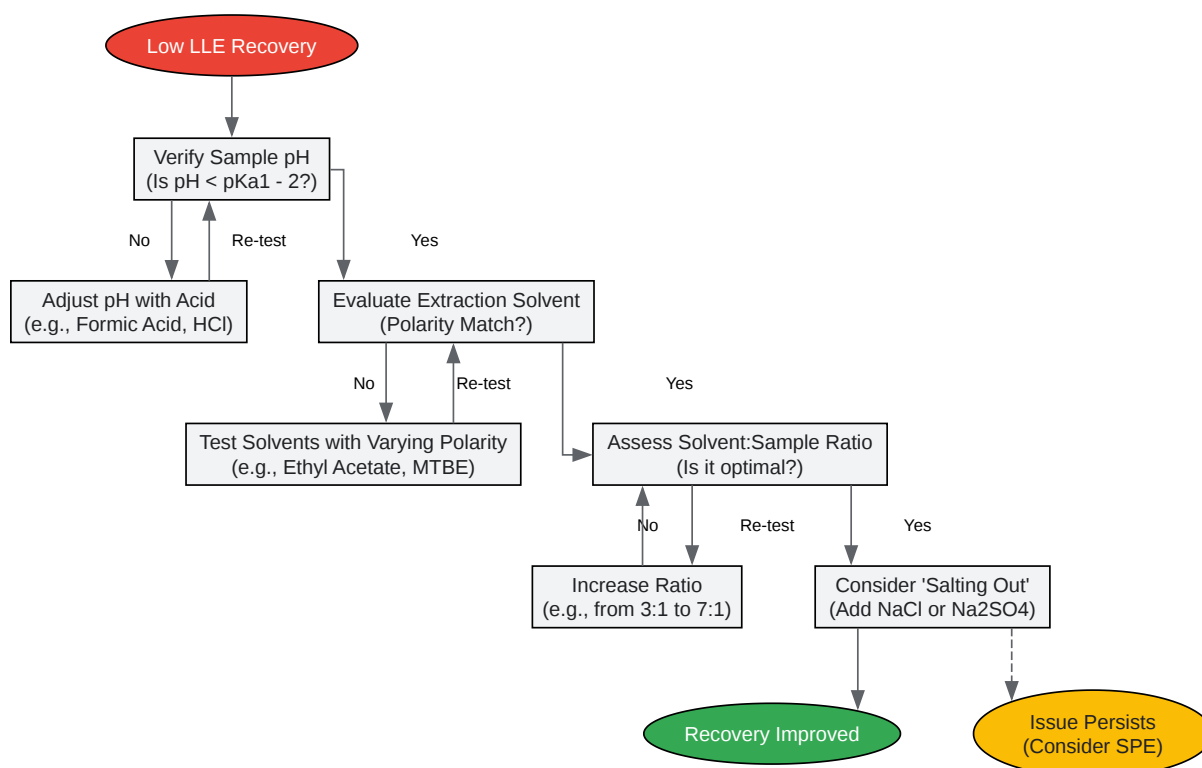 Low LLE Recovery
Verify Sample pH
(Is pH < pKa1 - 2?)
No
Re-test
Yes
Adjust pH with Acid
(e.g., Formic Acid, HCl)
Evaluate Extraction Solvent
(Polarity Match?)
No
Re-test
Yes
Test Solvents with Varying Polarity
(e.g., Ethyl Acetate, MTBE)
Assess Solvent:Sample Ratio
(Is it optimal?)
No
Re-test
Yes
Increase Ratio
(e.g., from 3:1 to 7:1)
Consider 'Salting Out'
(Add NaCl or Na2SO4)
Recovery Improved
Issue Persists
(Consider SPE)